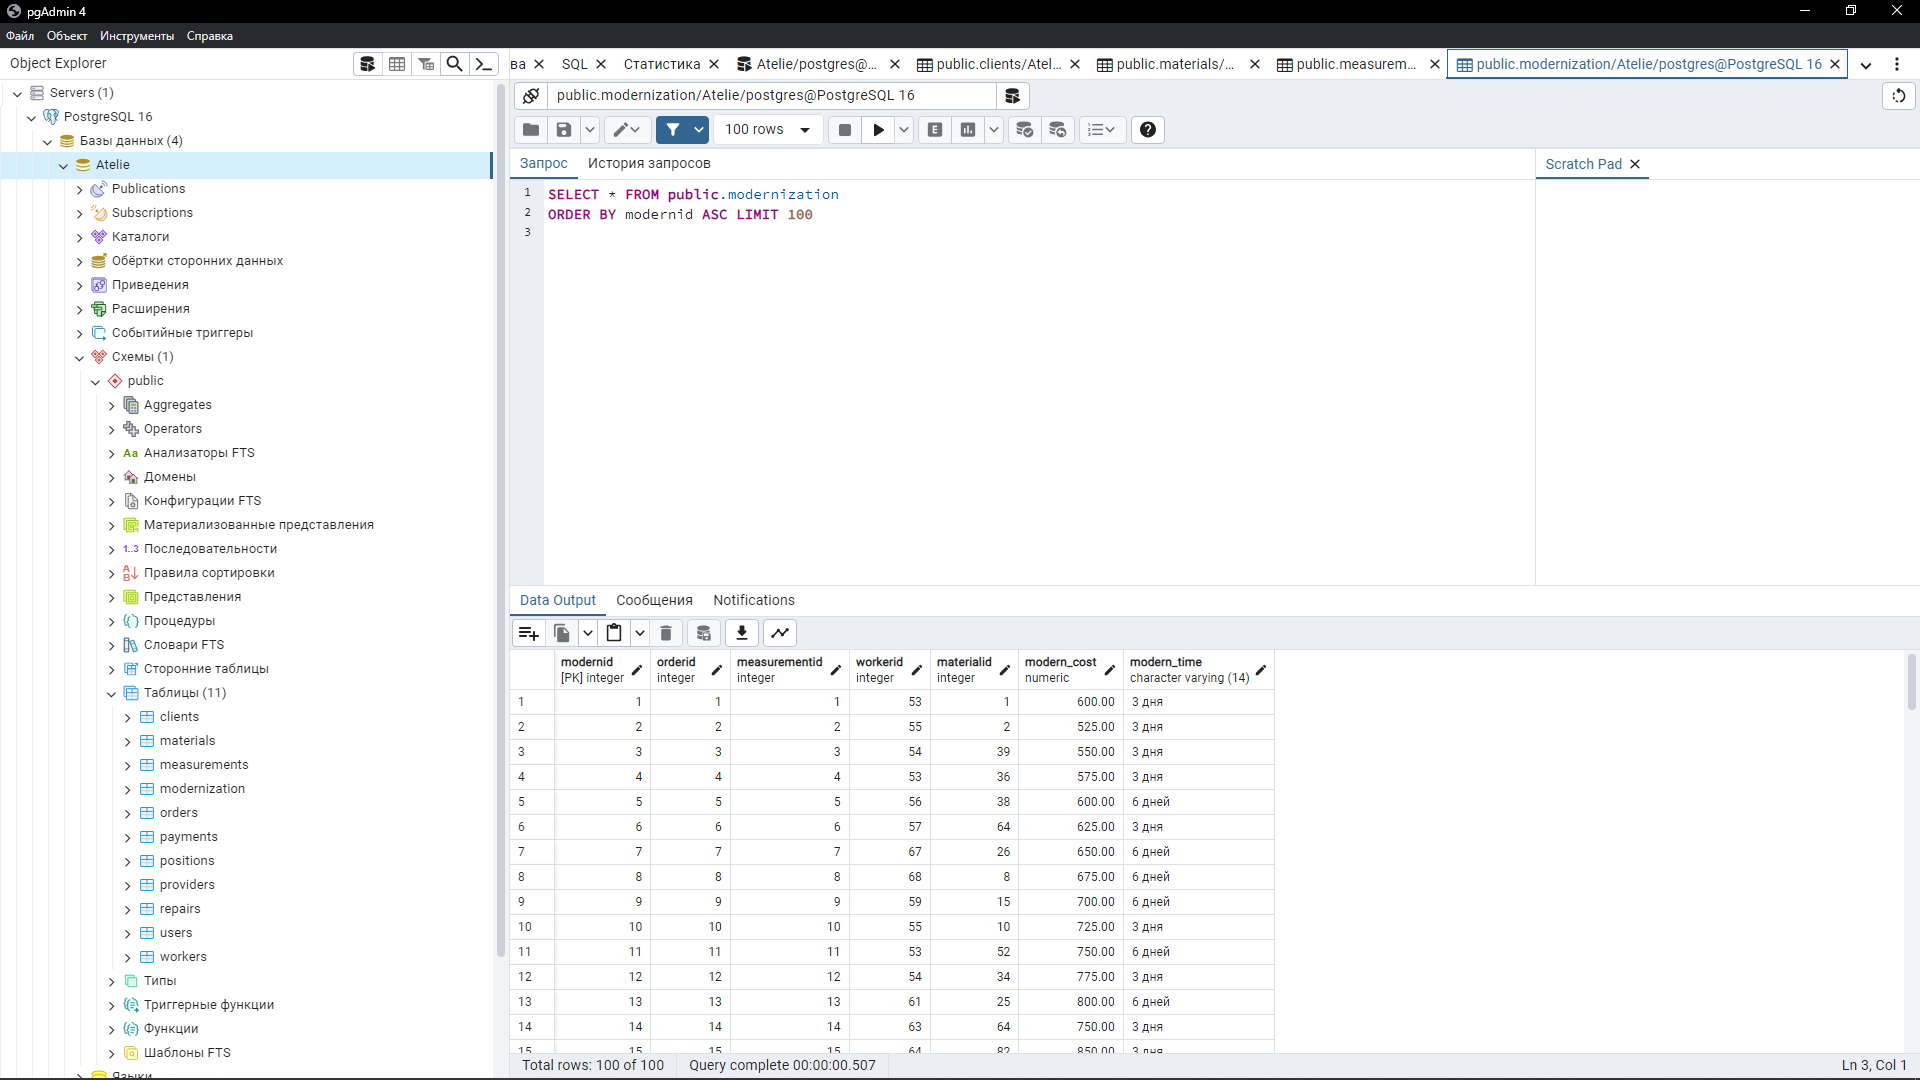 pgAdmin 4
Файл Объект Инструменты Справка
Object Explorer
ва SQL Статистика Atelie/postgres@... public.clients/Atel... public.materials/... public.measurem... public.modernization/Atelie/postgres@PostgreSQL 16
Servers (1)
PostgreSQL 16
Базы данных (4)
Atelie
Publications
Subscriptions
Каталоги
Обёртки сторонних данных
Приведения
Расширения
Событийные триггеры
Схемы (1)
public
Aggregates
Operators
Aa Анализаторы FTS
Домены
Конфигурации FTS
Материализованные представления
1..3 Последовательности
Правила сортировки
Представления
Процедуры
Словари FTS
Сторонние таблицы
Таблицы (11)
clients
materials
measurements
modernization
orders
payments
positions
providers
repairs
users
workers
Типы
Триггерные функции
Функции
Шаблоны FTS
Языки
public.modernization/Atelie/postgres@PostgreSQL 16
100 rows E
Запрос История запросов
Scratch Pad
1 SELECT * FROM public.modernization
2 ORDER BY modernid ASC LIMIT 100
3
Data Output Сообщения Notifications
modernid orderid measurementid workerid materialid modern_cost modern_time
[PK] integer integer integer integer integer numeric character varying (14)
1 1 1 1 53 1 600.00 3 дня
2 2 2 2 55 2 525.00 3 дня
3 3 3 3 54 39 550.00 3 дня
4 4 4 4 53 36 575.00 3 дня
5 5 5 5 56 38 600.00 6 дней
6 6 6 6 57 64 625.00 3 дня
7 7 7 7 67 26 650.00 6 дней
8 8 8 8 68 8 675.00 6 дней
9 9 9 9 59 15 700.00 6 дней
10 10 10 10 55 10 725.00 3 дня
11 11 11 11 53 52 750.00 6 дней
12 12 12 12 54 34 775.00 3 дня
13 13 13 13 61 25 800.00 6 дней
14 14 14 14 63 64 750.00 3 дня
15 15 15 15 64 82 850.00 3 дня
Total rows: 100 of 100 Query complete 00:00:00.507
Ln 3, Col 1